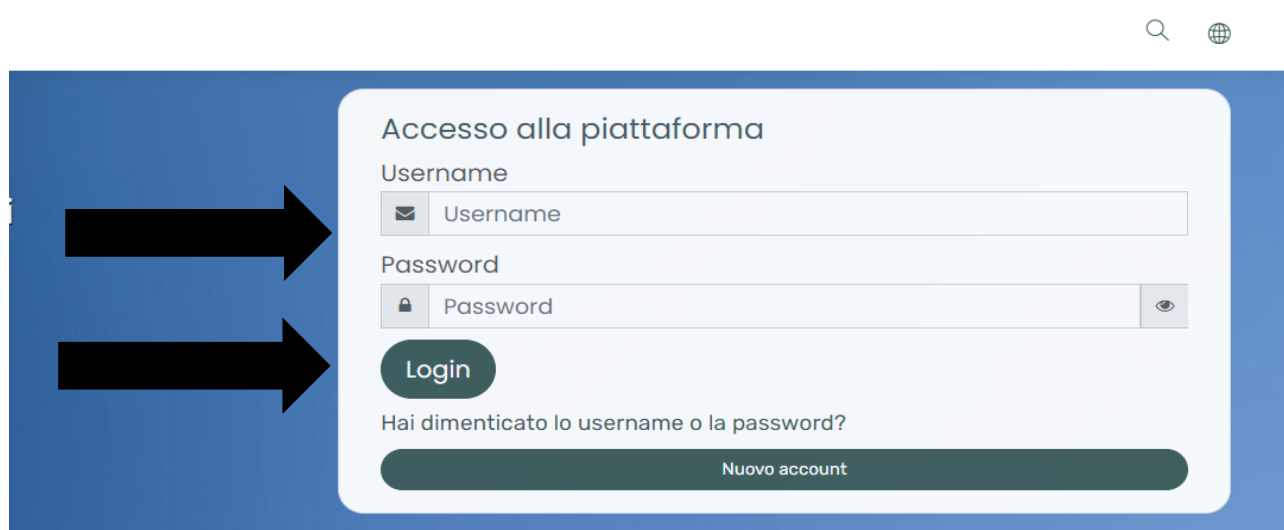 Accesso alla piattaforma
Username
Username
Password
Password
Login
Hai dimenticato lo username o la password?
Nuovo account